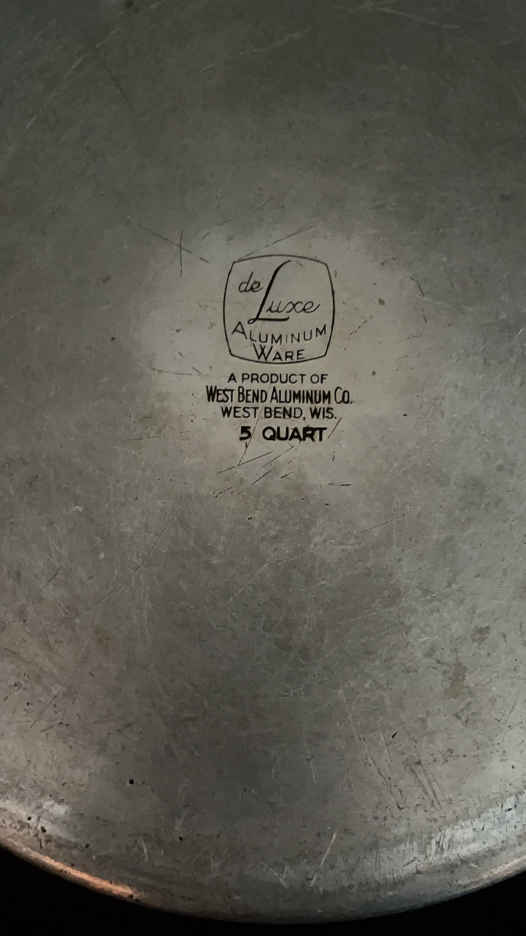 de Luxe
ALUMINUM
WARE
A PRODUCT OF
WEST BEND ALUMINUM CO.
WEST BEND, WIS.
5 QUART